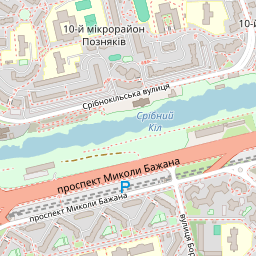 10-й мікрорайон
Позняків
10-й
Срібнокільська вулиця
Срібний
Кіл
проспект Миколи Бажана
P
проспект Миколи Бажана
вулиця Бор